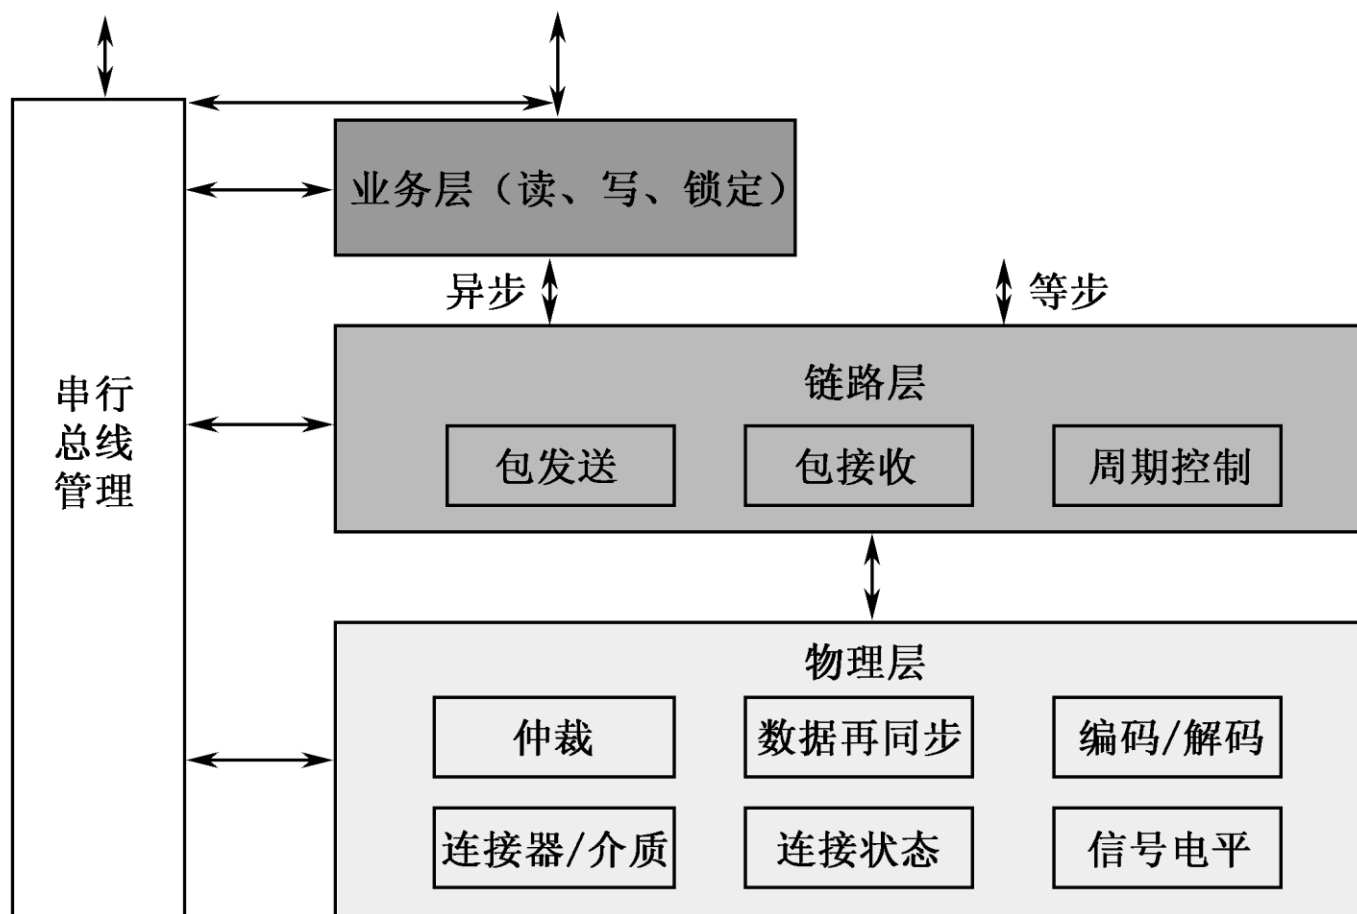 业务层（读、写、锁定）
异步
等步
串行
总线
管理
链路层
包发送
包接收
周期控制
物理层
仲裁
数据再同步
编码/解码
连接器/介质
连接状态
信号电平